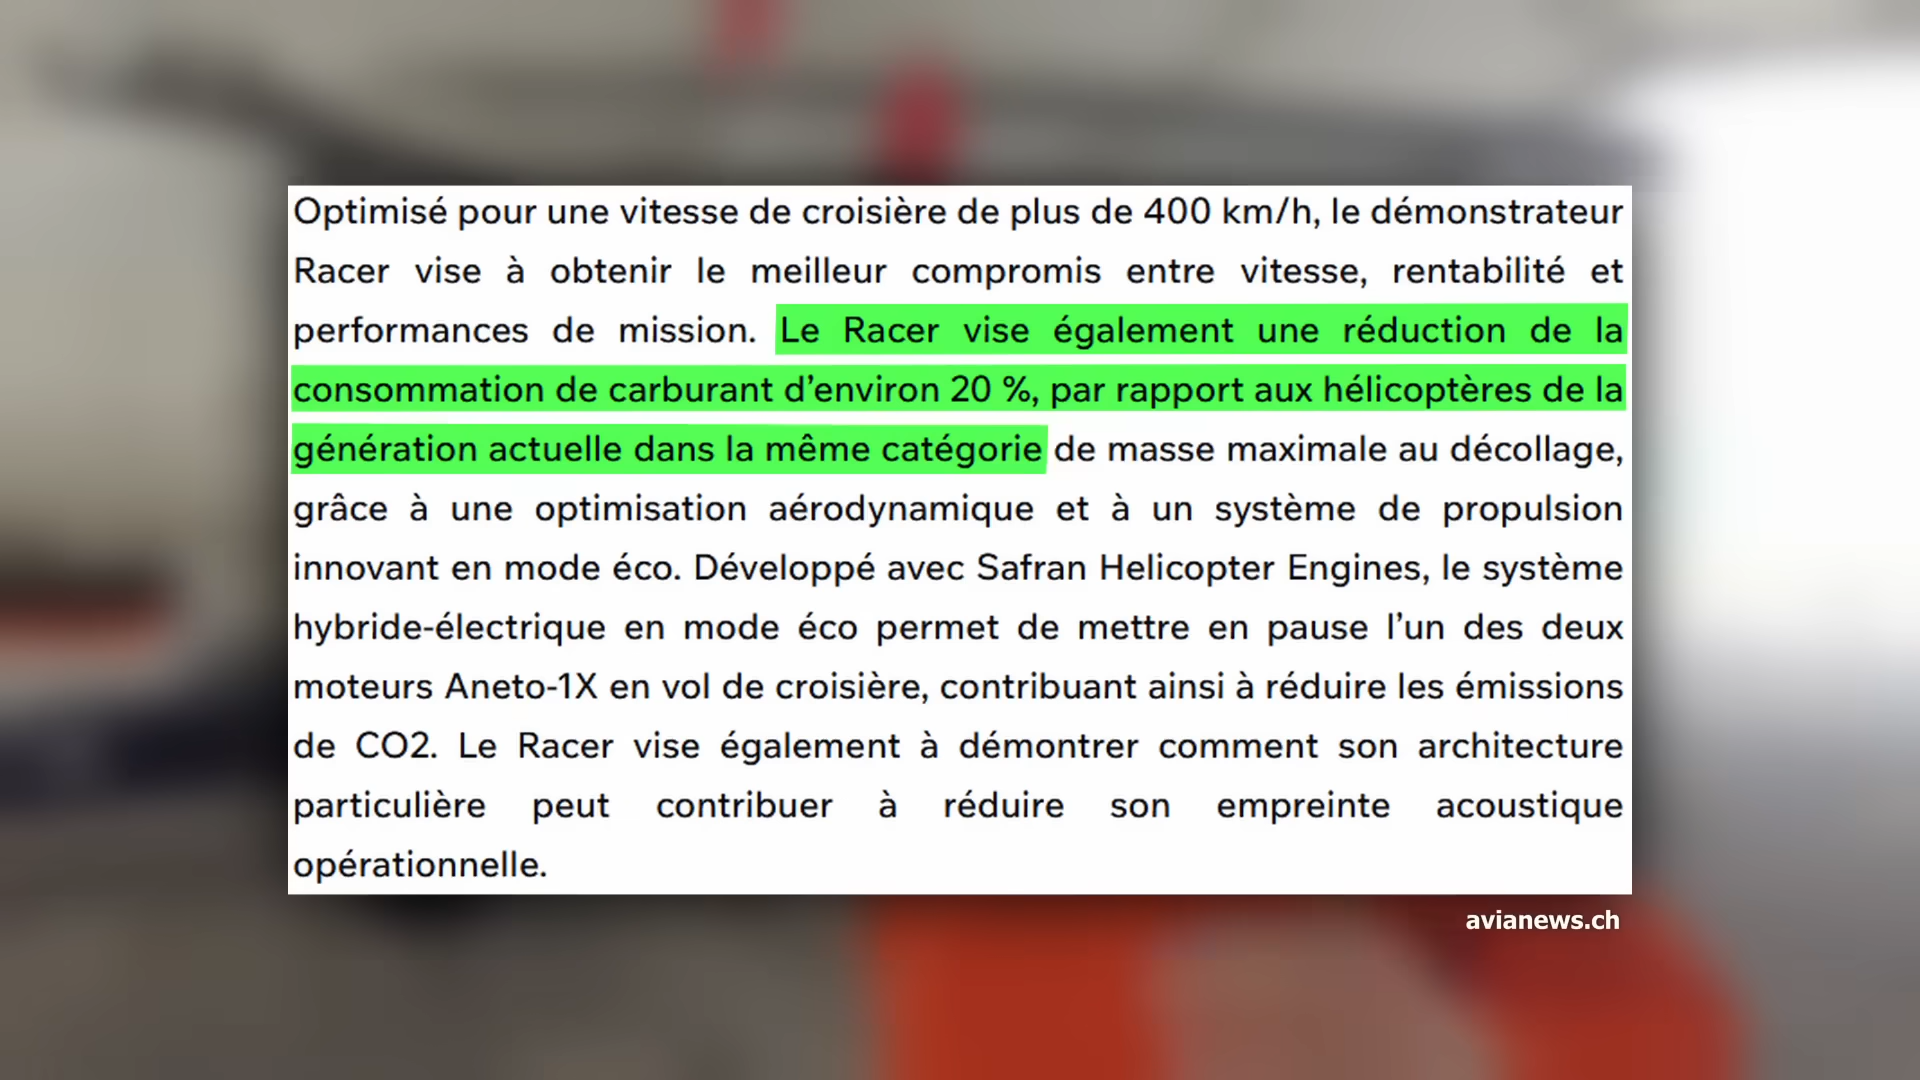 Optimisé pour une vitesse de croisière de plus de 400 km/h, le démonstrateur
Racer vise à obtenir le meilleur compromis entre vitesse, rentabilité et
performances de mission. Le Racer vise également une réduction de la
consommation de carburant d’environ 20 %, par rapport aux hélicoptères de la
génération actuelle dans la même catégorie de masse maximale au décollage,
grâce à une optimisation aérodynamique et à un système de propulsion
innovant en mode éco. Développé avec Safran Helicopter Engines, le système
hybride-électrique en mode éco permet de mettre en pause l’un des deux
moteurs Aneto-1X en vol de croisière, contribuant ainsi à réduire les émissions
de CO2. Le Racer vise également à démontrer comment son architecture
particulière peut contribuer à réduire son empreinte acoustique
opérationnelle.
avianews.ch